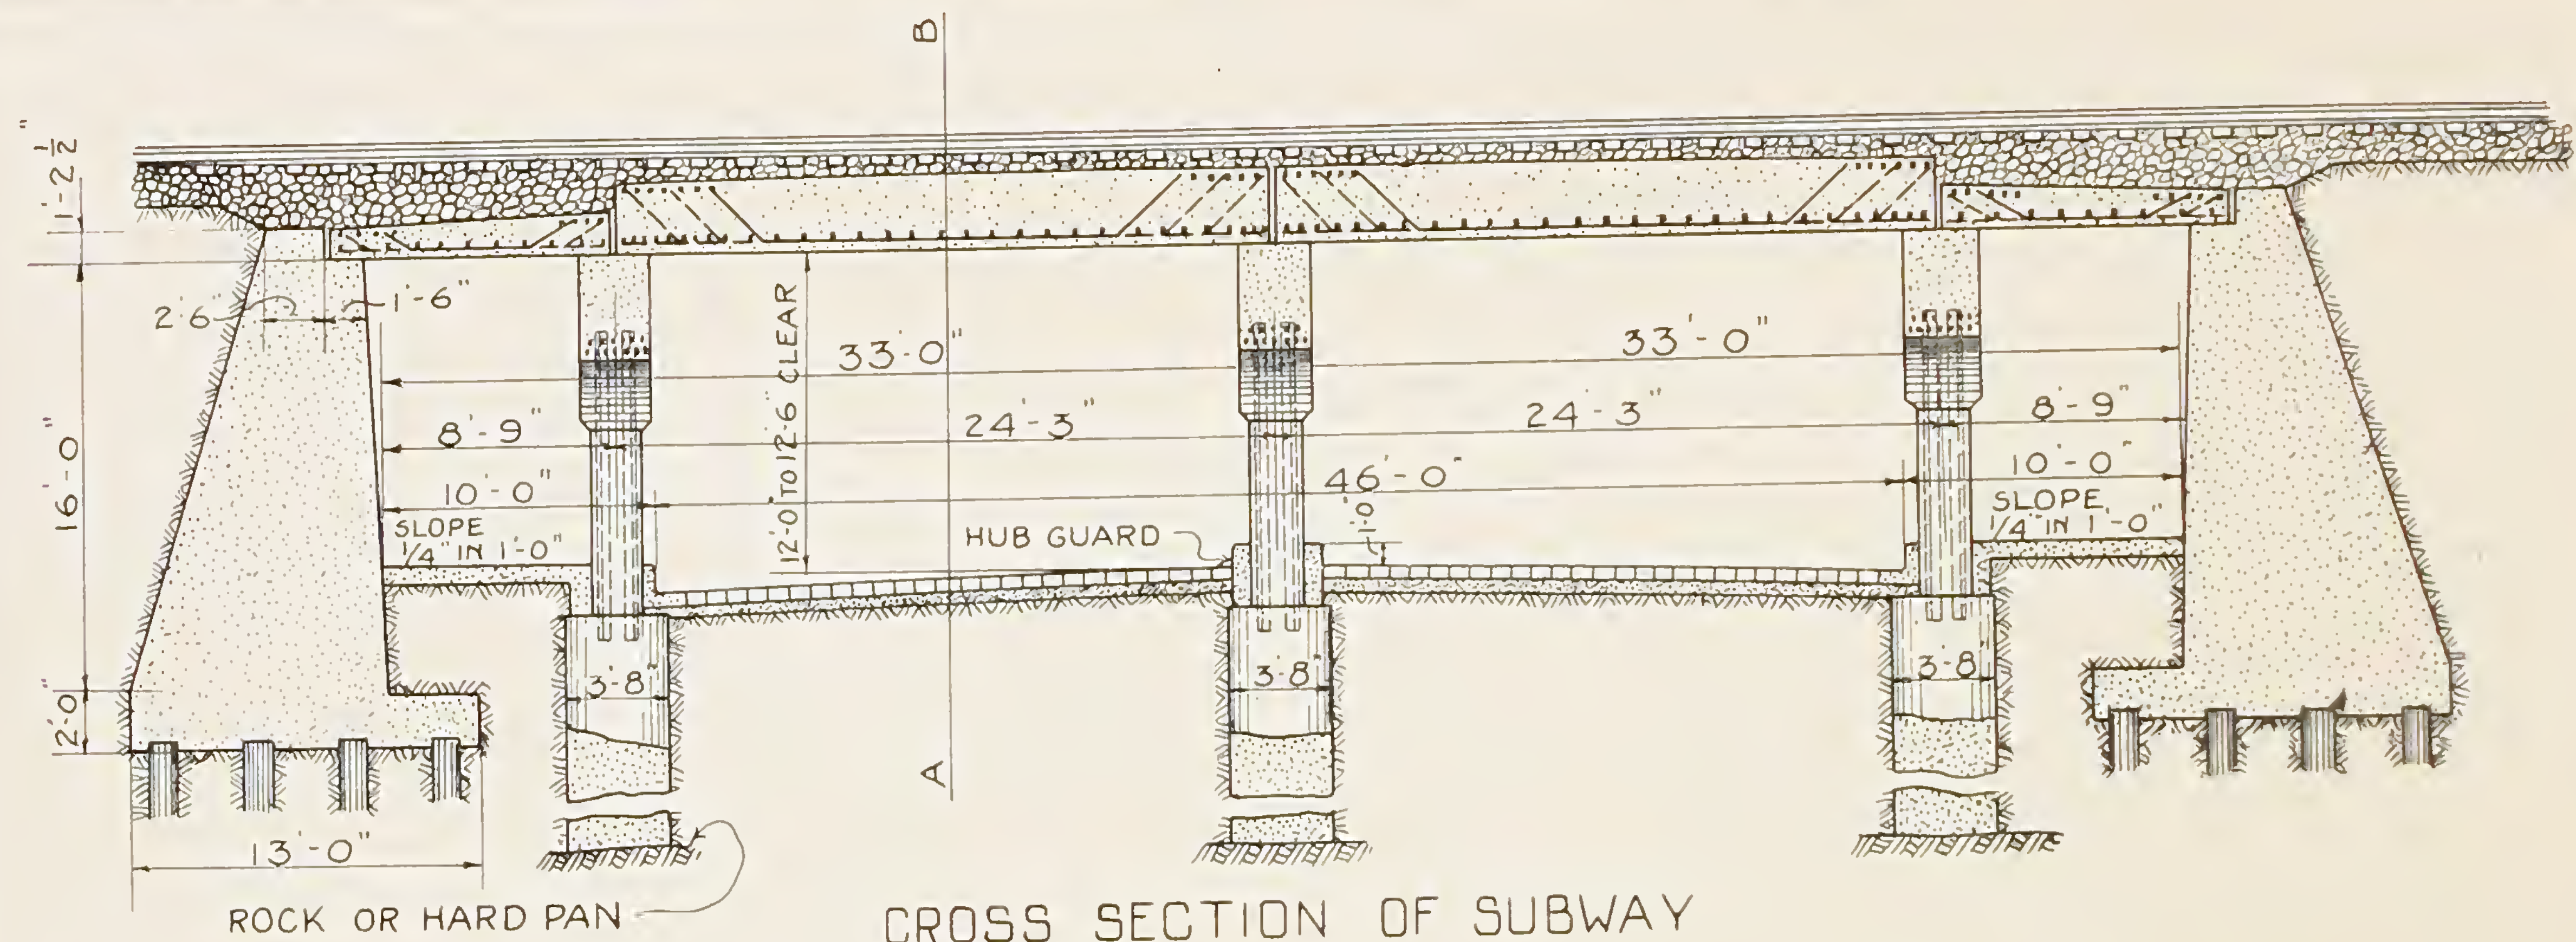 B
1'-2 1/2"
2'6"
1'-6"
33'-0"
33'-0"
12'-0" TO 12'-6" CLEAR
16'-0"
8'-9"
24'-3"
24'-3"
8'-9"
10'-0"
46'-0"
10'-0"
SLOPE
1/4" IN 1'-0"
HUB GUARD
1'-0"
SLOPE
1/4" IN 1'-0"
2'-0"
3'-8"
3'-8"
3'-8"
A
13'-0"
ROCK OR HARD PAN
CROSS SECTION OF SUBWAY